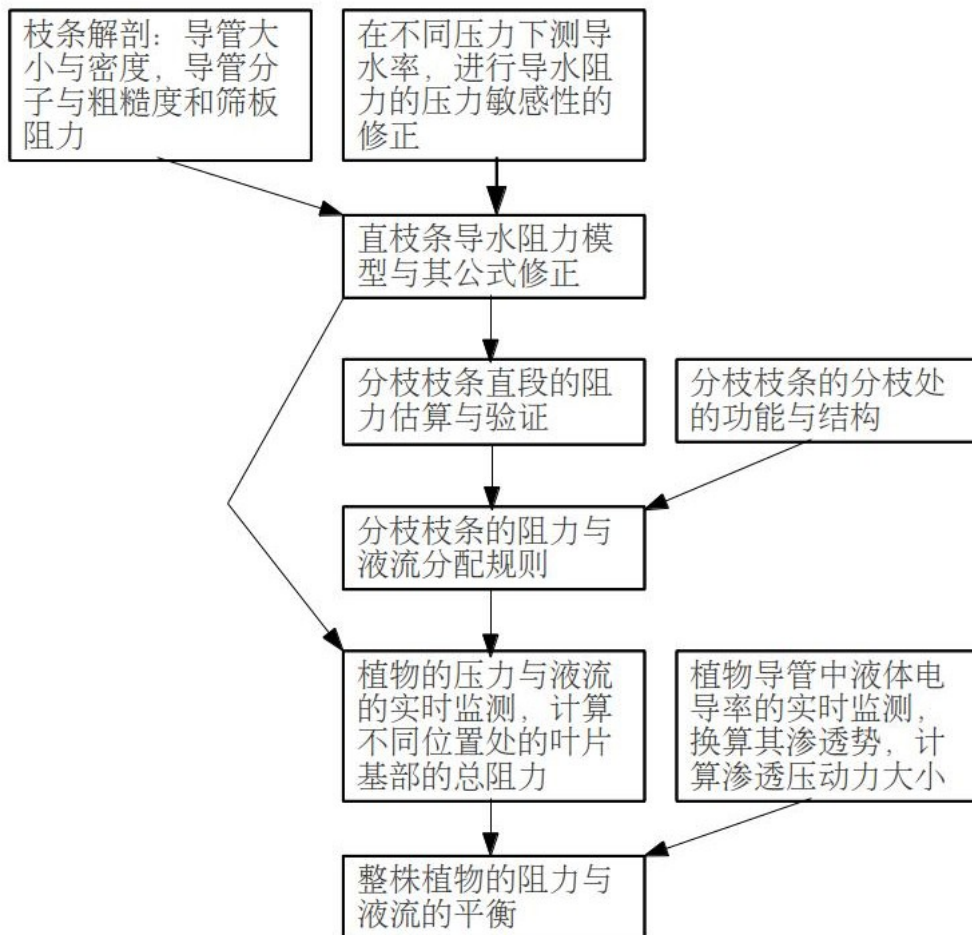 枝条解剖：导管大
小与密度，导管分
子与粗糙度和筛板
阻力
在不同压力下测导
水率，进行导水阻
力的压力敏感性的
修正
直枝条导水阻力模
型与其公式修正
分枝枝条直段的阻
力估算与验证
分枝枝条的分枝处
的功能与结构
分枝枝条的阻力与
液流分配规则
植物的压力与液流
的实时监测，计算
不同位置处的叶片
基部的总阻力
植物导管中液体电
导率的实时监测，
换算其渗透势，计
算渗透压动力大小
整株植物的阻力与
液流的平衡